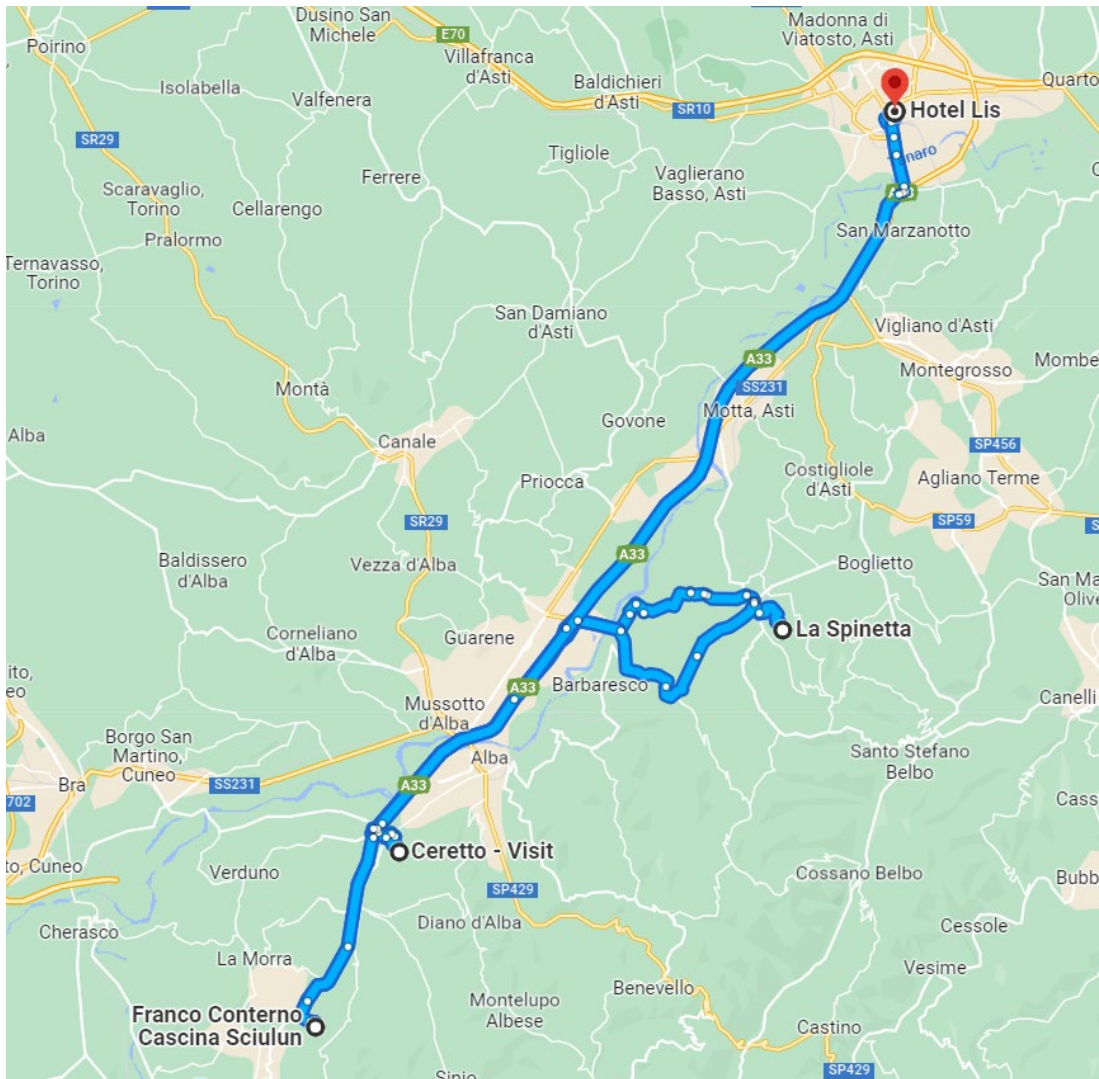 Dusino San
Michele
Madonna di
Viatosto, Asti
Poirino
E70
Villafranca
d'Asti
Baldichieri
d'Asti
Quarto
Isolabella
Valfenera
SR10
Hotel Lis
SR29
Tigliole
Ferrere
Vaglierano
Basso, Asti
Scaravaglio,
Torino
Cellarengo
San Marzanotto
Pralormo
Ternavasso,
Torino
San Damiano
d'Asti
Vigliano d'Asti
A33
Montegrosso
Mombe
Montà
SS231
Motta, Asti
Govone
Alba
Canale
SP456
Costigliole
d'Asti
Agliano Terme
Priocca
SR29
SP59
A33
Baldissero
d'Alba
Vezza d'Alba
Boglietto
San Ma
Olive
Guarene
La Spinetta
Corneliano
d'Alba
Barbaresco
A33
Canelli
Mussotto
d'Alba
Borgo San
Martino,
Cuneo
Santo Stefano
Belbo
Alba
Bra
SS231
A33
702
Cass
Ceretto - Visit
to, Cuneo
Verduno
Cossano Belbo
Bubb
SP429
Cherasco
Diano d'Alba
Cessole
La Morra
Vesime
Benevello
Franco Conterno
Cascina Sciulun
Montelupo
Albese
Castino
SP429
Sinio